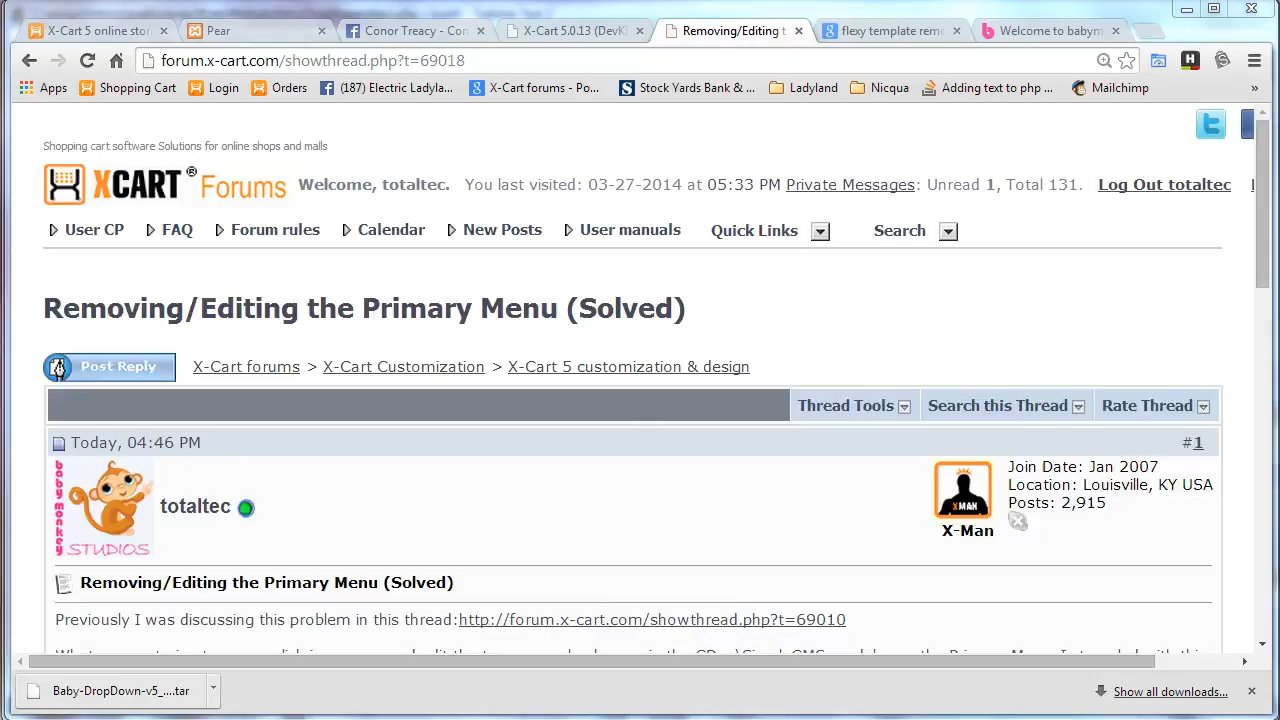 X-Cart 5 online stor
Pear
Conor Treacy - Con
X-Cart 5.0.13 (DevKi
Removing/Editing t
flexy template rem
Welcome to babym
forum.x-cart.com/showthread.php?t=69018
Apps
Shopping Cart
Login
Orders
(187) Electric Ladyla...
X-Cart forums - Po...
Stock Yards Bank & ...
Ladyland
Nicqua
Adding text to php ...
Mailchimp
»
Shopping cart software Solutions for online shops and malls
XCART® Forums
Welcome, totaltec. You last visited: 03-27-2014 at 05:33 PM Private Messages: Unread 1, Total 131.
Log Out totaltec
User CP
FAQ
Forum rules
Calendar
New Posts
User manuals
Quick Links
Search
Removing/Editing the Primary Menu (Solved)
Post Reply
X-Cart forums > X-Cart Customization > X-Cart 5 customization & design
Thread Tools
Search this Thread
Rate Thread
Today, 04:46 PM
#1
babymonkey
STUDIOS
totaltec
XMAN
X-Man
Join Date: Jan 2007
Location: Louisville, KY USA
Posts: 2,915
Removing/Editing the Primary Menu (Solved)
Previously I was discussing this problem in this thread:http://forum.x-cart.com/showthread.php?t=69010
Baby-DropDown-v5_....tar
Show all downloads...